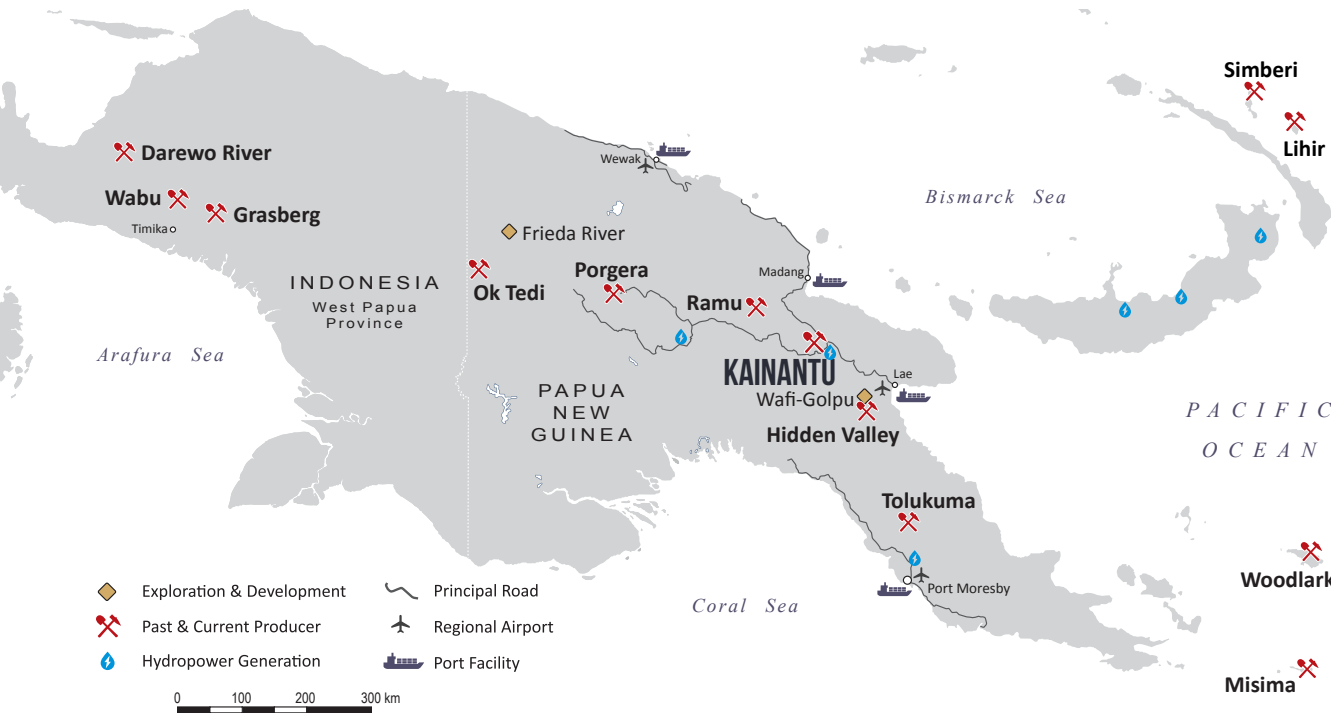 Simberi
Lihir
Darewo River
Wewak
Wabu
Grasberg
Bismarck Sea
Timika
Frieda River
INDONESIA
West Papua
Province
Ok Tedi
Porgera
Madang
Ramu
Arafura Sea
KAINANTU
Lae
PAPUA
NEW
GUINEA
Wafi-Golpu
PACIFIC
OCEAN
Hidden Valley
Tolukuma
Woodlark
Exploration & Development
Past & Current Producer
Hydropower Generation
Principal Road
Regional Airport
Port Facility
Coral Sea
Port Moresby
Misima
0 100 200 300 km